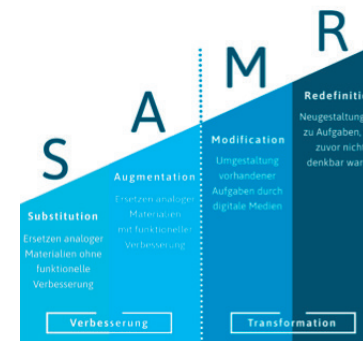 S
A
M
R
Substitution
Ersetzen analoger
Materialien ohne
funktionelle
Verbesserung
Augmentation
Ersetzen analoger
Materialien
mit funktioneller
Verbesserung
Modification
Umgestaltung
vorhandener
Aufgaben durch
digitale Medien
Redefiniti
Neugestaltung
zu Aufgaben,
zuvor nicht
denkbar war
Verbesserung
Transformation